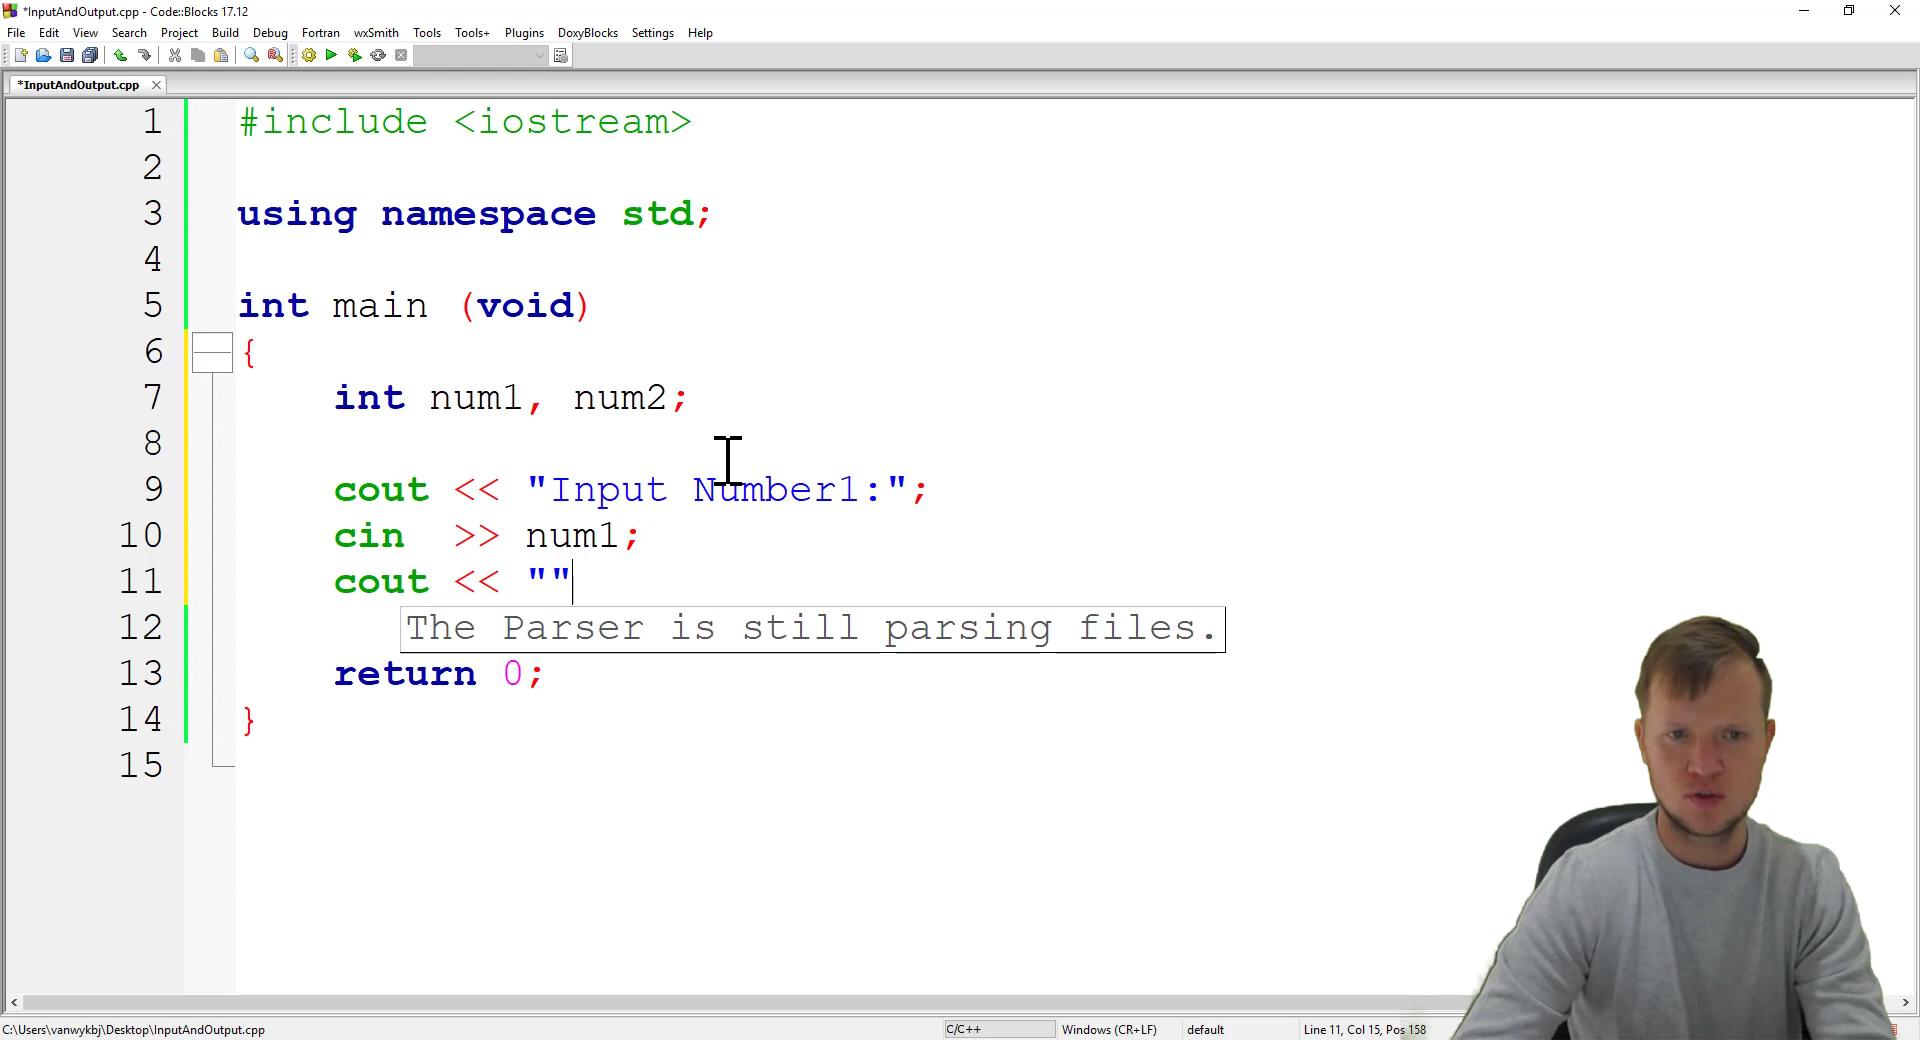 *InputAndOutput.cpp - Code::Blocks 17.12
File Edit View Search Project Build Debug Fortran wxSmith Tools Tools+ Plugins DoxyBlocks Settings Help
*InputAndOutput.cpp
1 #include <iostream>
2
3 using namespace std;
4
5 int main (void)
6 {
7 int num1, num2;
8
9 cout << "Input Number1:";
10 cin >> num1;
11 cout << ""
12 The Parser is still parsing files.
13 return 0;
14 }
15
C:\Users\vanwykbj\Desktop\InputAndOutput.cpp C/C++ Windows (CR+LF) default Line 11, Col 15, Pos 158